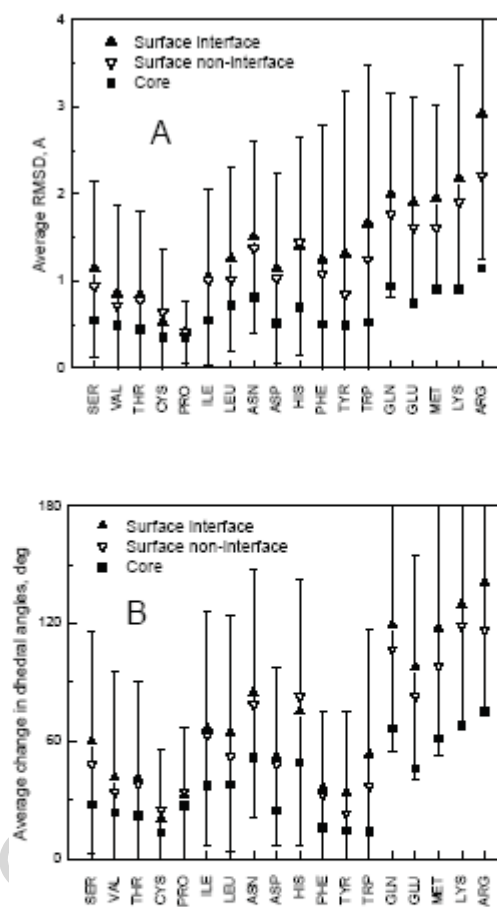 4
Surface Interface
Surface non-Interface
Core
3
A
2
1
0
Average RMSD, A
SER VAL THR CYS PRO ILE LEU ASN ASP HIS PHE TYR TRP GLN GLU MET LYS ARG
180
Surface Interface
Surface non-Interface
Core
B
120
60
0
Average change in dhedral angles, deg
SER VAL THR CYS PRO ILE LEU ASN ASP HIS PHE TYR TRP GLN GLU MET LYS ARG